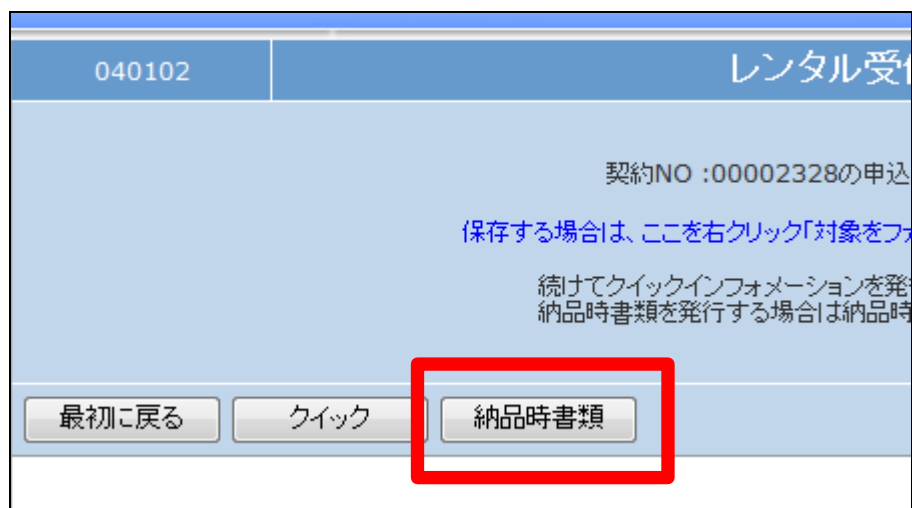 040102
レンタル受
契約NO :00002328の申込
保存する場合は、ここを右クリック「対象をフ
続けてクイックインフォメーションを発
納品時書類を発行する場合は納品時
最初に戻る
クイック
納品時書類